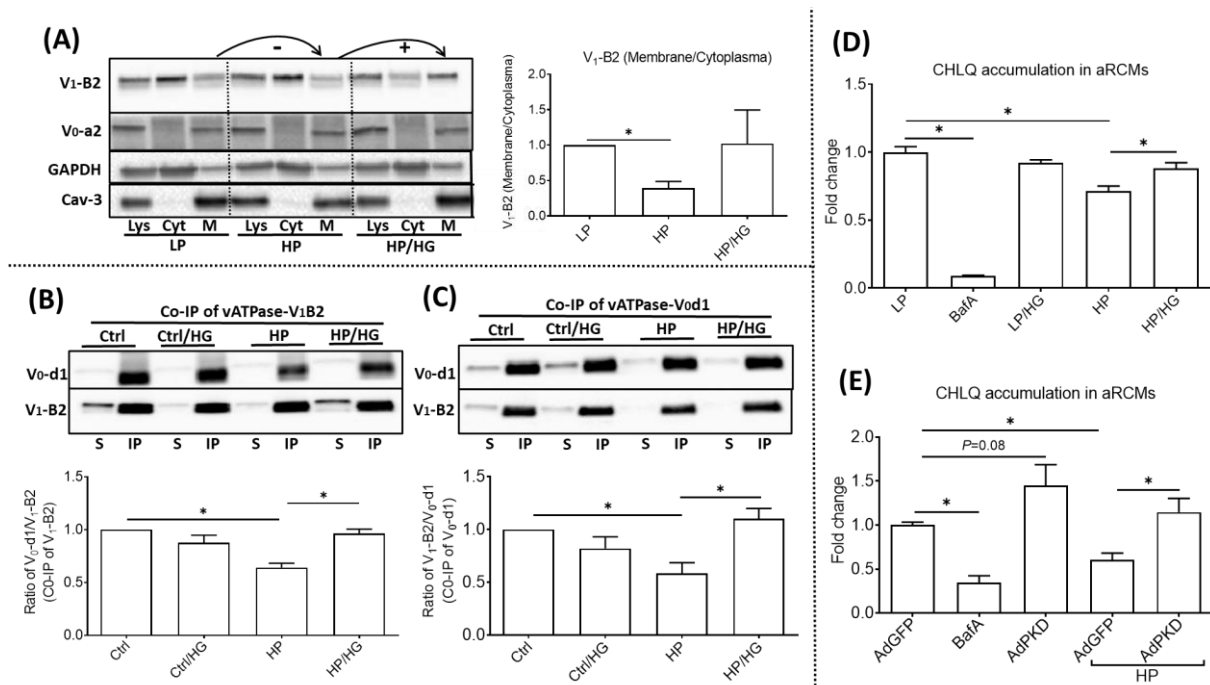 (A)
- +
V1-B2
V0-a2
GAPDH
Cav-3
Lys Cyt M Lys Cyt M Lys Cyt M
LP HP HP/HG
V₁-B2 (Membrane/Cytoplasma)
V₁-B2 (Membrane/Cytoplasma)
2.0
1.5
1.0
0.5
0.0
*
LP
HP
HP/HG
(B)
Co-IP of vATPase-V1B2
Ctrl Ctrl/HG HP HP/HG
V0-d1
V1-B2
S IP S IP S IP S IP
Ratio of V₀-d1/V₁-B2
(C0-IP of V₁-B2)
1.5
1.0
0.5
0.0
* *
Ctrl
Ctrl/HG
HP
HP/HG
(C)
Co-IP of vATPase-V0d1
Ctrl Ctrl/HG HP HP/HG
V0-d1
V1-B2
S IP S IP S IP S IP
Ratio of V₁-B2/V₀-d1
(C0-IP of V₀-d1)
1.5
1.0
0.5
0.0
* *
Ctrl
Ctrl/HG
HP
HP/HG
(D)
CHLQ accumulation in aRCMs
Fold change
1.5
1.0
0.5
0.0
* * *
LP
BafA
LP/HG
HP
HP/HG
(E)
CHLQ accumulation in aRCMs
Fold change
2.0
1.5
1.0
0.5
0.0
*
P=0.08
* *
AdGFP
BafA
AdPKD
AdGFP
AdPKD
HP